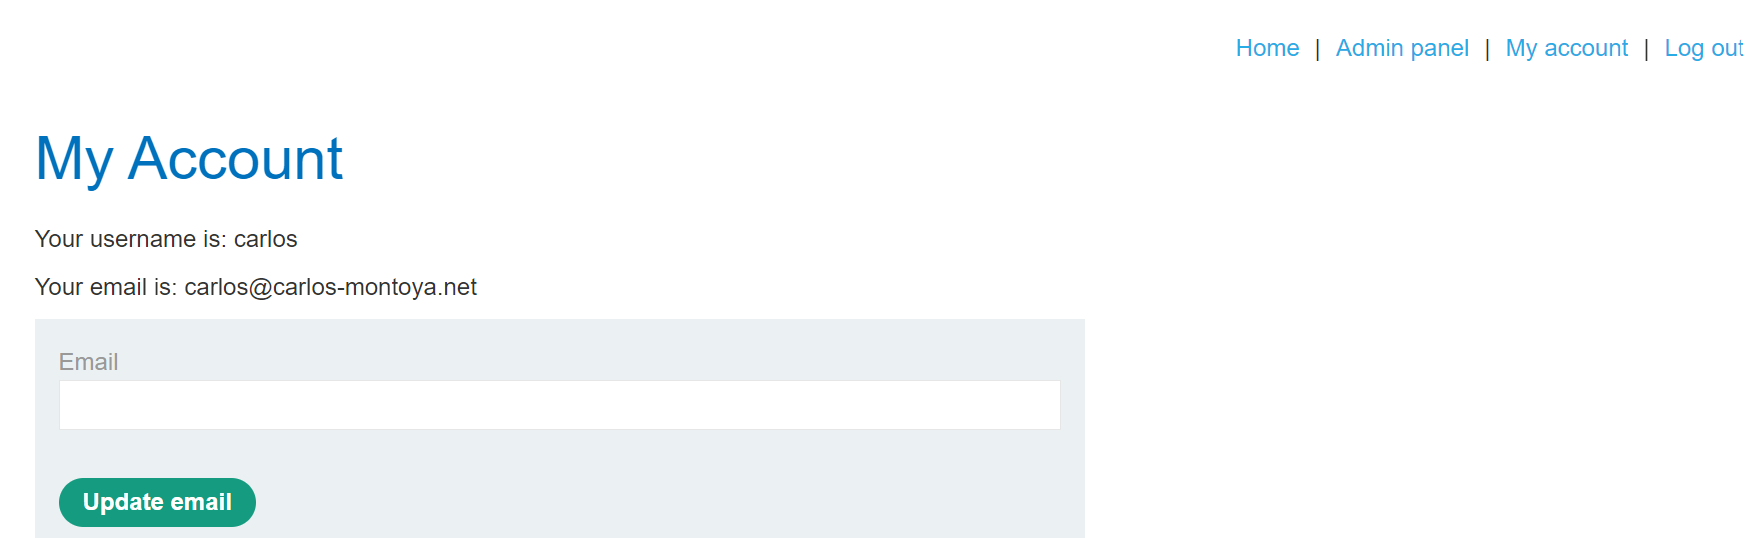 Home | Admin panel | My account | Log out
My Account
Your username is: carlos
Your email is: carlos@carlos-montoya.net
Email
Update email